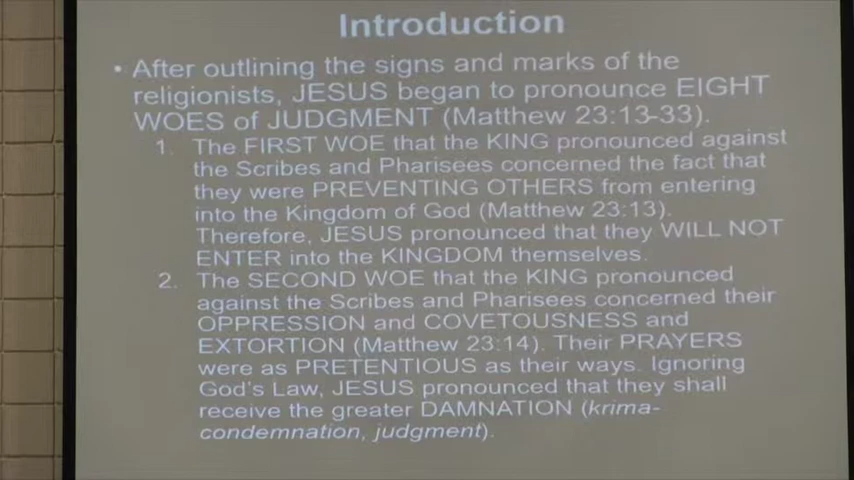 Introduction
• After outlining the signs and marks of the
religionists, JESUS began to pronounce EIGHT
WOES of JUDGMENT (Matthew 23:13-33).
1. The FIRST WOE that the KING pronounced against
the Scribes and Pharisees concerned the fact that
they were PREVENTING OTHERS from entering
into the Kingdom of God (Matthew 23:13).
Therefore, JESUS pronounced that they WILL NOT
ENTER into the KINGDOM themselves.
2. The SECOND WOE that the KING pronounced
against the Scribes and Pharisees concerned their
OPPRESSION and COVETOUSNESS and
EXTORTION (Matthew 23:14). Their PRAYERS
were as PRETENTIOUS as their ways. Ignoring
God's Law, JESUS pronounced that they shall
receive the greater DAMNATION (krima-
condemnation, judgment).